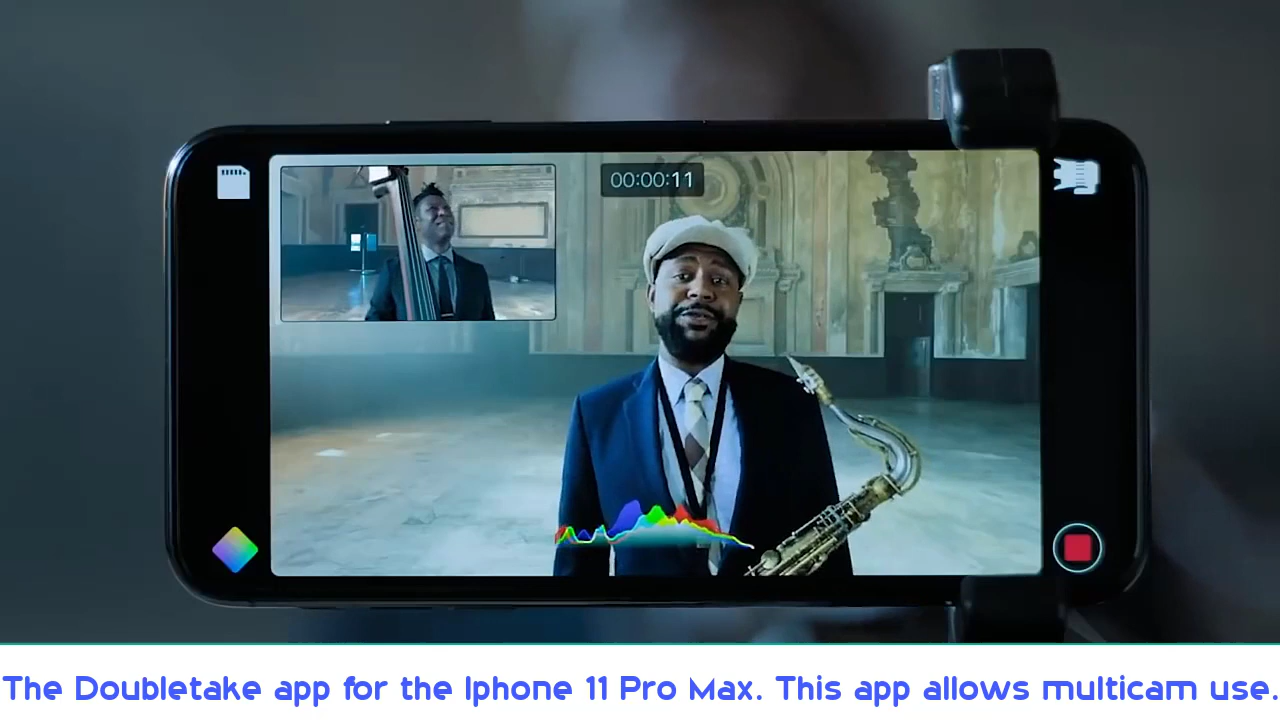 00:00:11
The Doubletake app for the Iphone 11 Pro Max. This app allows multicam use.